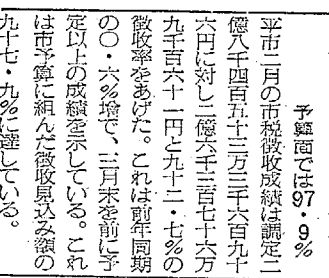 予算面では97・9%
平市二月の市税徴収成績は調定二
億八千四百五十三万三千六百九十
六円に対し二億六千三百七十六万
九千百六十一円と九十二・七%の
徴収率をあげた。これは前年同期
の〇・六%増で、三月末を前に予
定以上の成績を示している。これ
は市予算に組んだ徴収見込み額の
九十七・九%に達している。